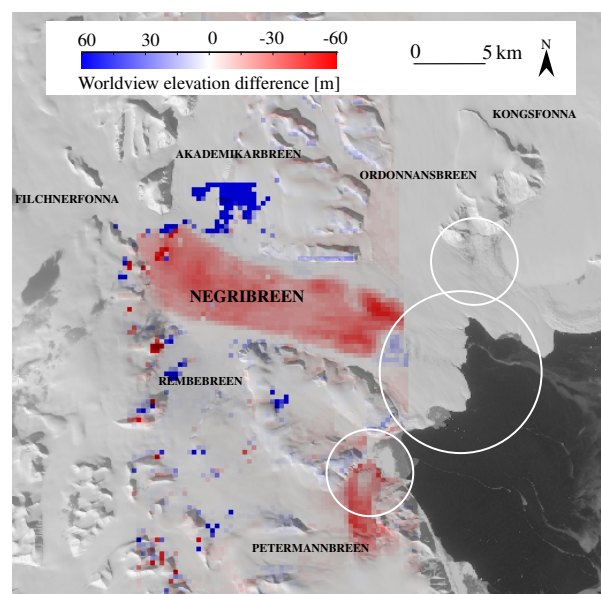 60 30 0 -30 -60
Worldview elevation difference [m]
0 5 km
N
KONGSFONNA
AKADEMIKARBREEN
ORDONNANSBREEN
FILCHNERFONNA
NEGRIBREEN
REMBEBREEN
PETERMANNBREEN